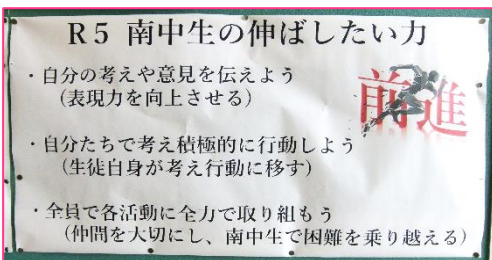 R5 南中生の伸ばしたい力
・自分の考えや意見を伝えよう
(表現力を向上させる)
前進
・自分たちで考え積極的に行動しよう
(生徒自身が考え行動に移す)
・全員で各活動に全力で取り組もう
(仲間を大切にし、南中生で困難を乗り越える)